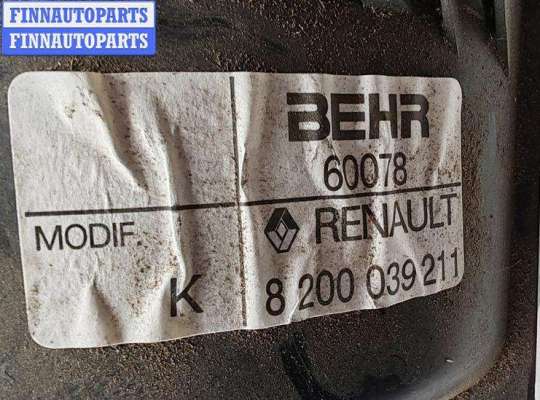 FINNAUTOPARTS
FINNAUTOPARTS
BEHR
60078
MODIF.
RENAULT
K
8 200 039 211